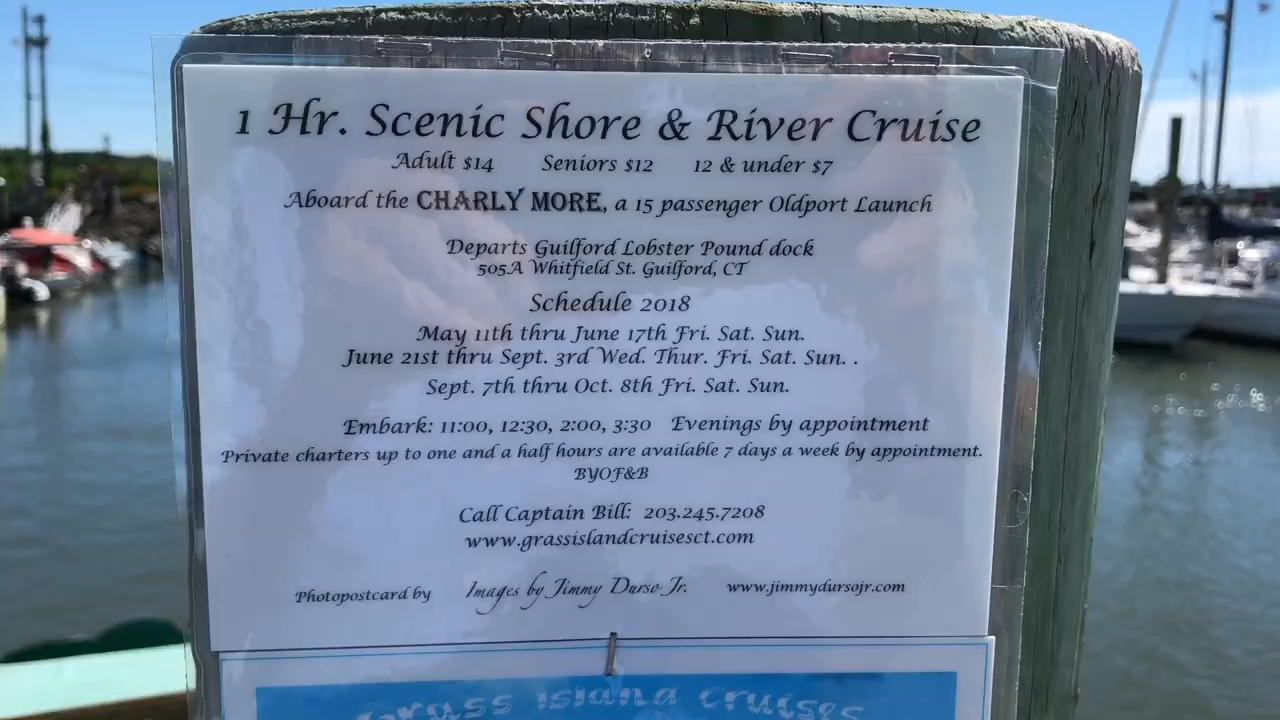 1 Hr. Scenic Shore & River Cruise
Adult $14 Seniors $12 12 & under $7
Aboard the CHARLY MORE, a 15 passenger Oldport Launch
Departs Guilford Lobster Pound dock
505A Whitfield St. Guilford, CT
Schedule 2018
May 11th thru June 17th Fri. Sat. Sun.
June 21st thru Sept. 3rd Wed. Thur. Fri. Sat. Sun. .
Sept. 7th thru Oct. 8th Fri. Sat. Sun.
Embark: 11:00, 12:30, 2:00, 3:30 Evenings by appointment
Private charters up to one and a half hours are available 7 days a week by appointment.
BYOF&B
Call Captain Bill: 203.245.7208
www.grassislandcruisesct.com
Photopostcard by Images by Jimmy Durso Jr. www.jimmydursojr.com
Grass Island Cruises